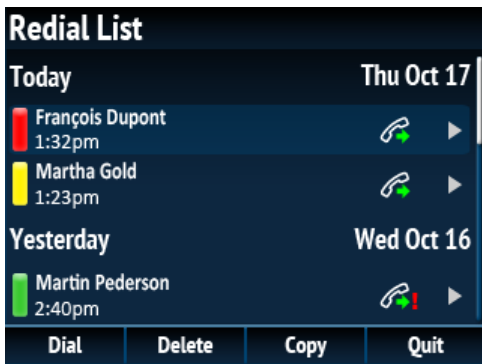 Redial List
Today Thu Oct 17
François Dupont
1:32pm
Martha Gold
1:23pm
Yesterday Wed Oct 16
Martin Pederson
2:40pm
Dial Delete Copy Quit